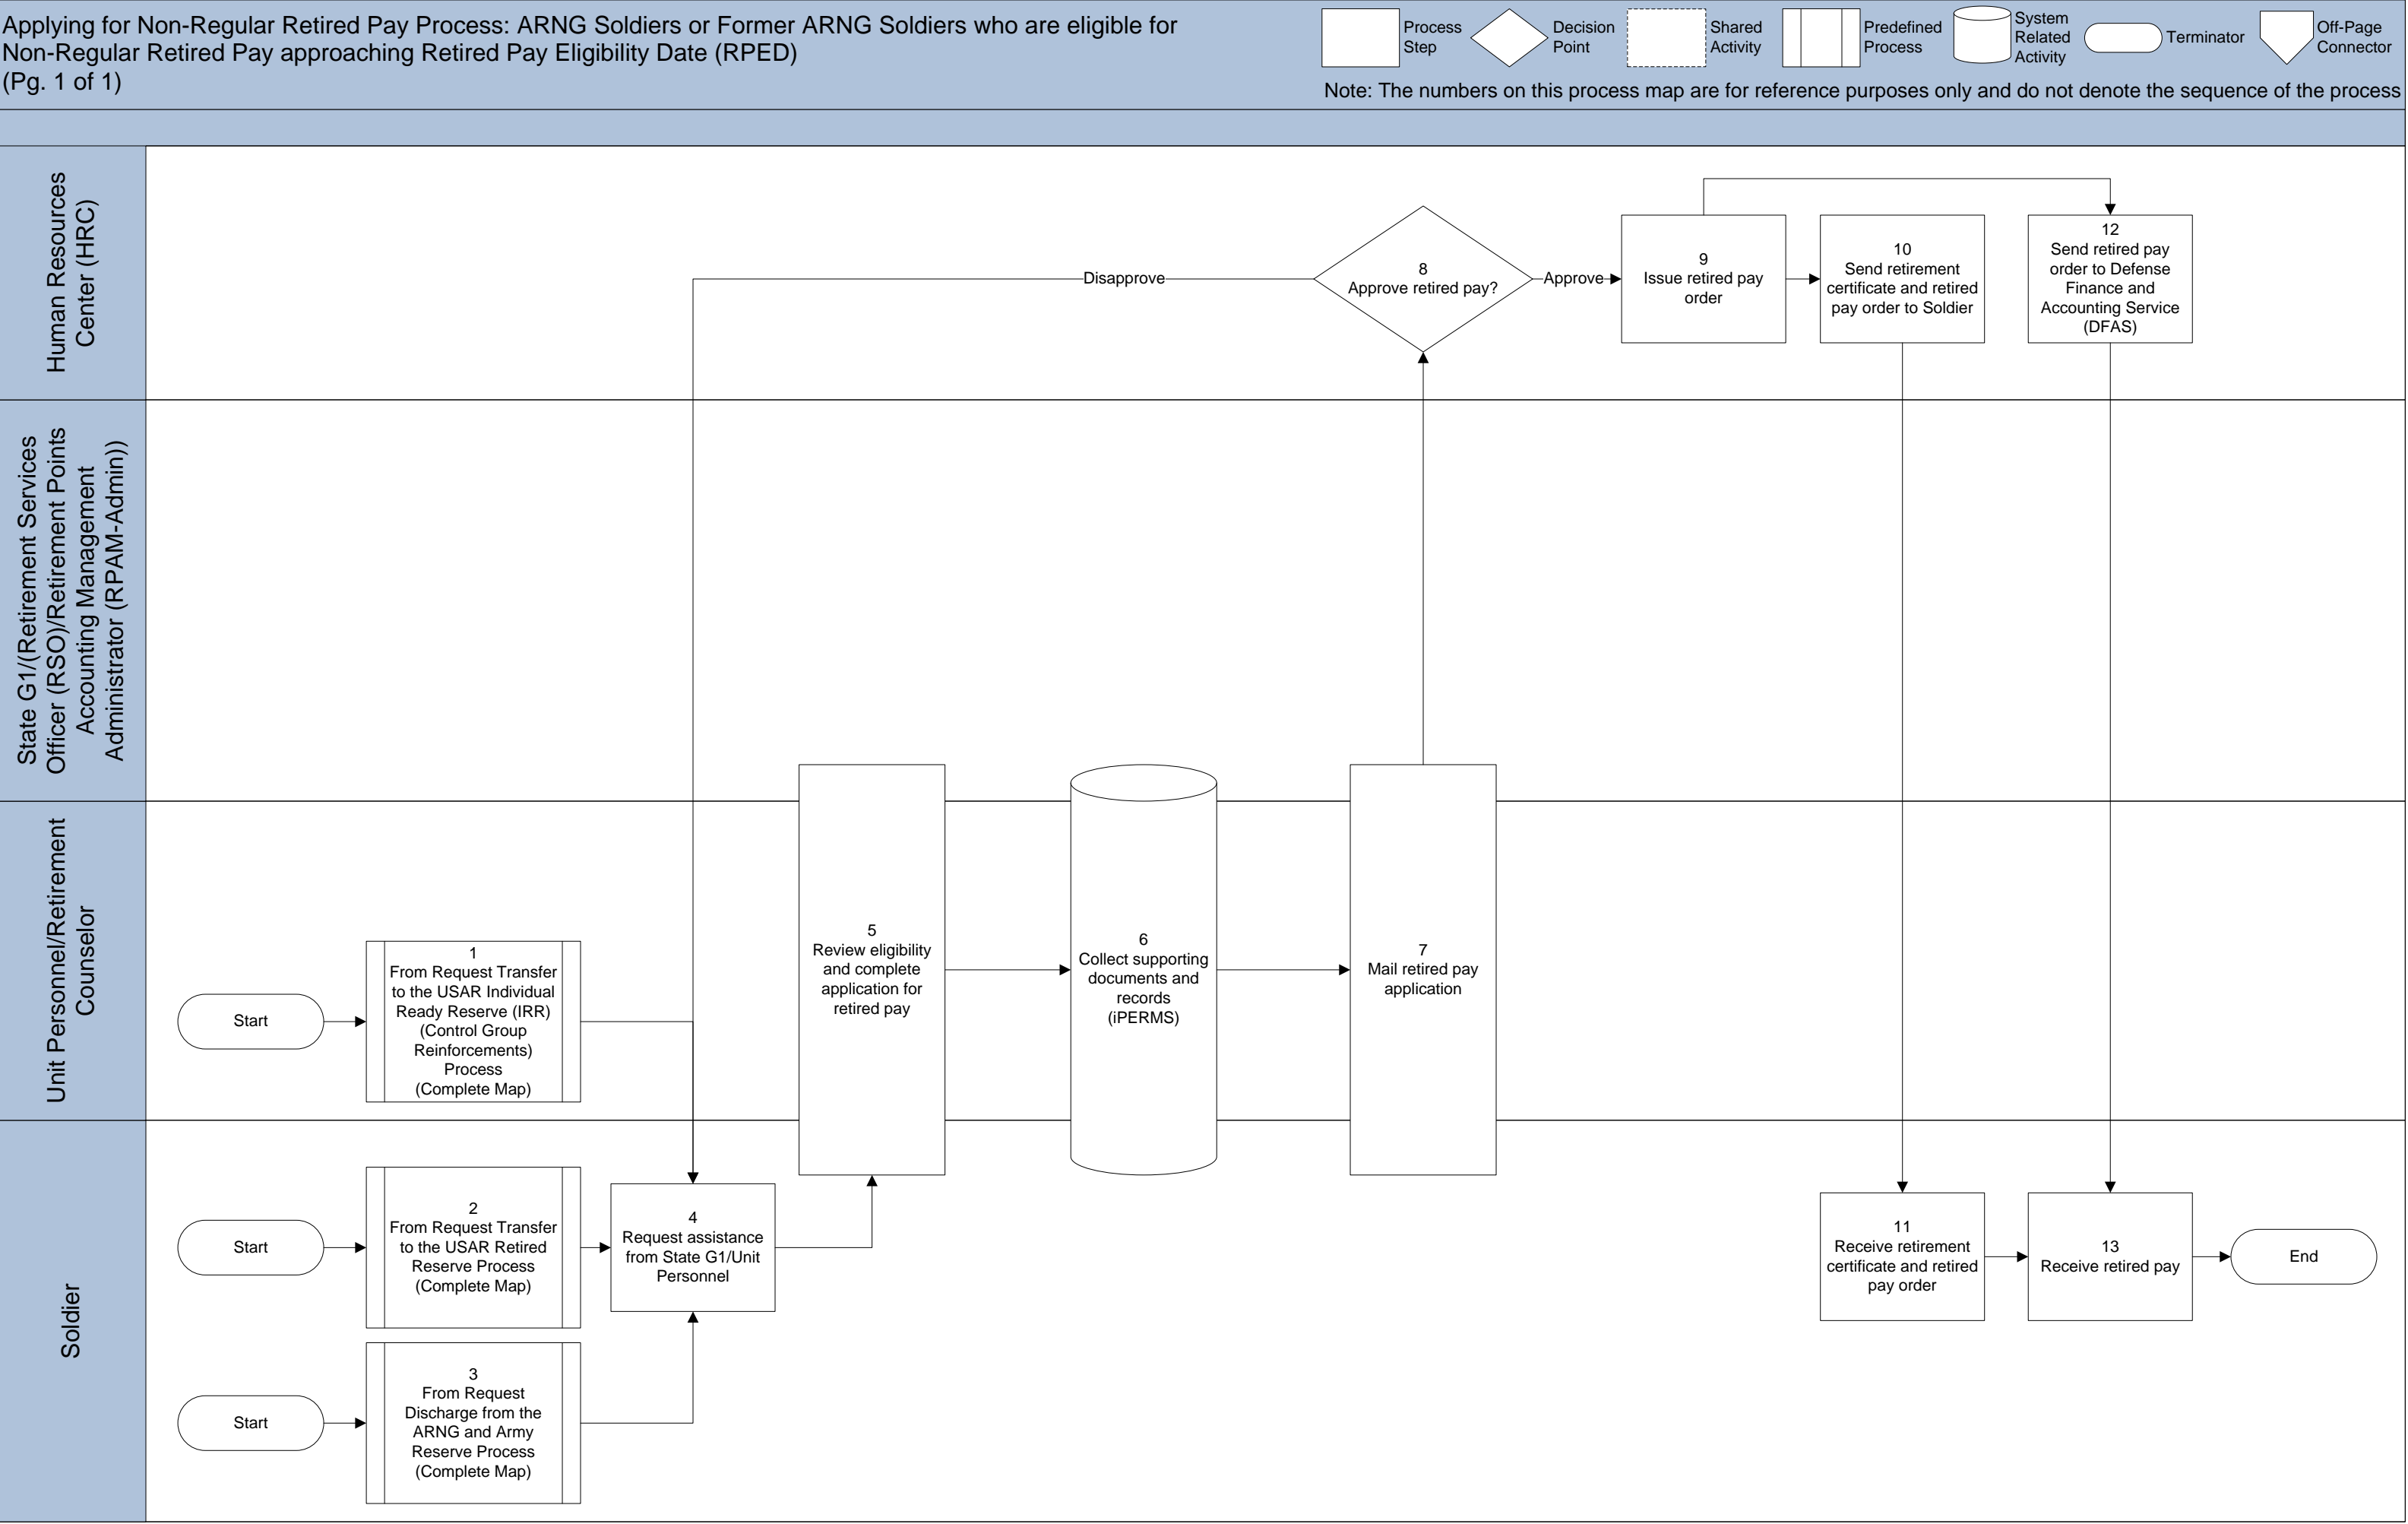 Applying for Non-Regular Retired Pay Process: ARNG Soldiers or Former ARNG Soldiers who are eligible for
Non-Regular Retired Pay approaching Retired Pay Eligibility Date (RPED)
(Pg. 1 of 1)
Process
Step
Decision
Point
Shared
Activity
Predefined
Process
System
Related
Activity
Terminator
Off-Page
Connector
Note: The numbers on this process map are for reference purposes only and do not denote the sequence of the process
Human Resources
Center (HRC)
Disapprove
8
Approve retired pay?
Approve
9
Issue retired pay
order
10
Send retirement
certificate and retired
pay order to Soldier
12
Send retired pay
order to Defense
Finance and
Accounting Service
(DFAS)
State G1/(Retirement Services
Officer (RSO)/Retirement Points
Accounting Management
Administrator (RPAM-Admin))
Unit Personnel/Retirement
Counselor
Start
1
From Request Transfer
to the USAR Individual
Ready Reserve (IRR)
(Control Group
Reinforcements)
Process
(Complete Map)
5
Review eligibility
and complete
application for
retired pay
6
Collect supporting
documents and
records
(iPERMS)
7
Mail retired pay
application
Soldier
Start
2
From Request Transfer
to the USAR Retired
Reserve Process
(Complete Map)
4
Request assistance
from State G1/Unit
Personnel
11
Receive retirement
certificate and retired
pay order
13
Receive retired pay
End
Start
3
From Request
Discharge from the
ARNG and Army
Reserve Process
(Complete Map)